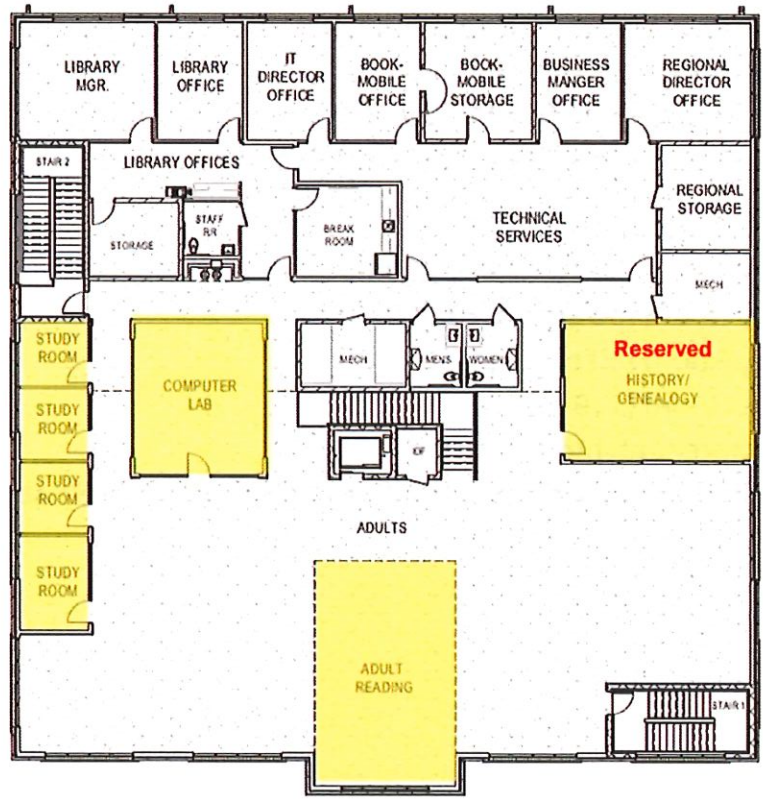 LIBRARY
MGR.
LIBRARY
OFFICE
IT
DIRECTOR
OFFICE
BOOK-
MOBILE
OFFICE
BOOK-
MOBILE
STORAGE
BUSINESS
MANGER
OFFICE
REGIONAL
DIRECTOR
OFFICE
STAIR 2
LIBRARY OFFICES
STORAGE
STAFF
RR
BREAK
ROOM
TECHNICAL
SERVICES
REGIONAL
STORAGE
MECH
STUDY
ROOM
STUDY
ROOM
STUDY
ROOM
STUDY
ROOM
COMPUTER
LAB
MECH
MENS
WOMEN
Reserved
HISTORY/
GENEALOGY
IDF
ADULTS
ADULT
READING
STAIR 1